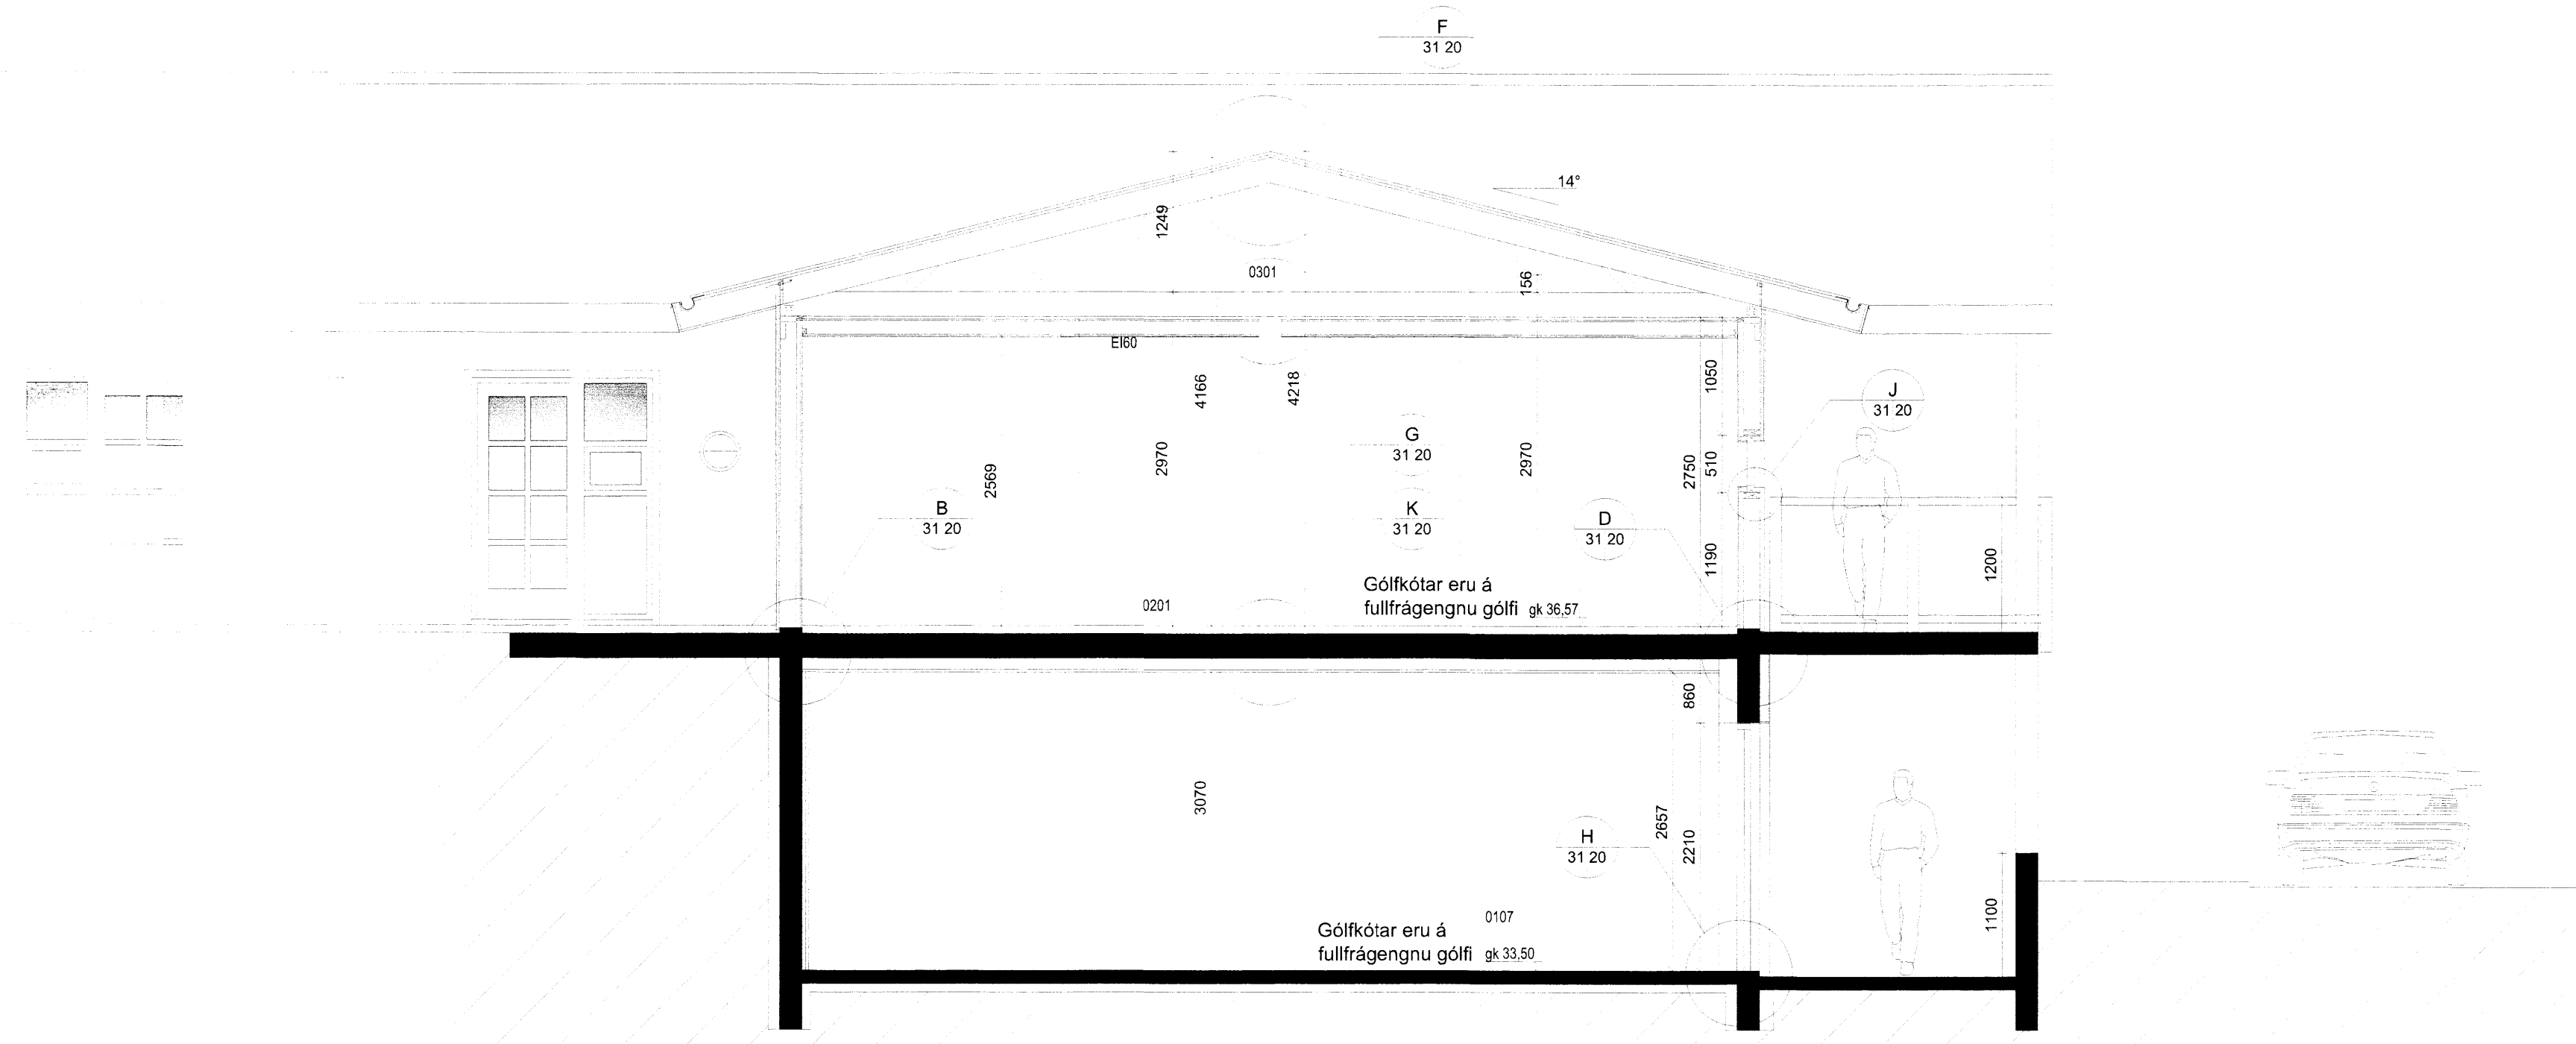 F
31 20
14°
1249
0301
156
EI60
4166
4218
1050
J
31 20
G
31 20
2970
2569
2970
2750
510
B
31 20
K
31 20
D
31 20
1190
1200
Gólfkótar eru á
fullfrágengnu gólfi gk 36,57
0201
860
3070
2657
H
31 20
2210
0107
1100
Gólfkótar eru á
fullfrágengnu gólfi gk 33,50